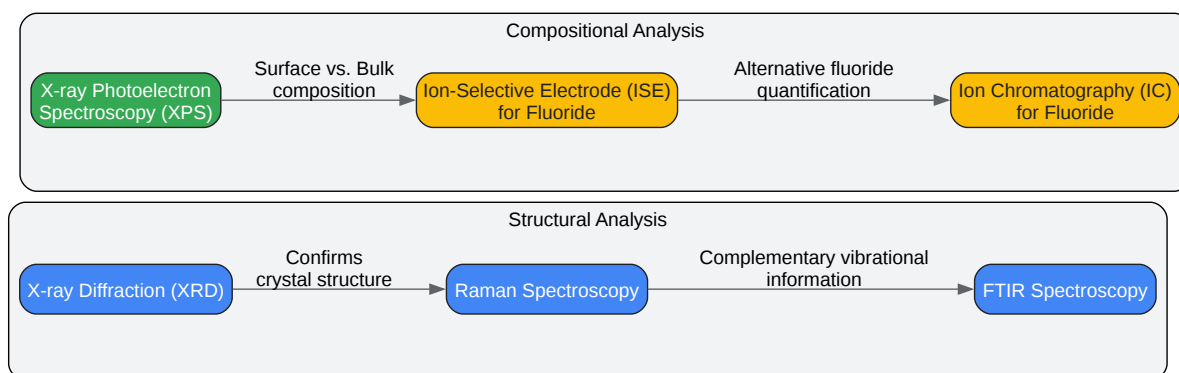 Compositional Analysis
X-ray Photoelectron
Spectroscopy (XPS)
Surface vs. Bulk
composition
Ion-Selective Electrode (ISE)
for Fluoride
Alternative fluoride
quantification
Ion Chromatography (IC)
for Fluoride
Structural Analysis
X-ray Diffraction (XRD)
Confirms
crystal structure
Raman Spectroscopy
Complementary vibrational
information
FTIR Spectroscopy